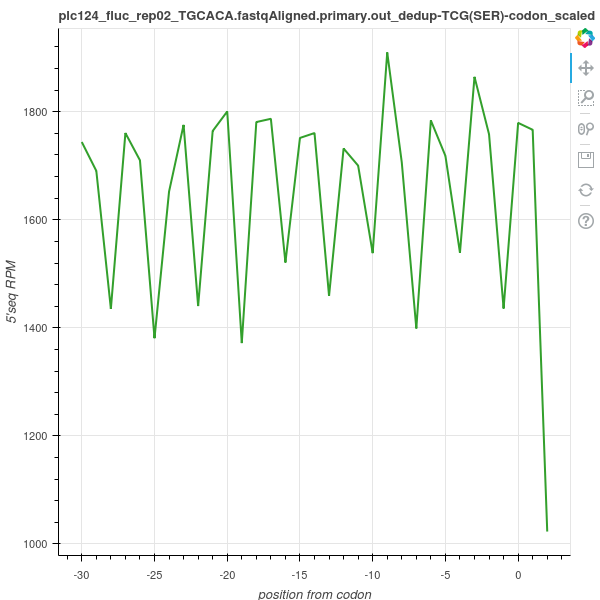 plc124_fluc_rep02_TGCACA.fastqAligned.primary.out_dedup-TCG(SER)-codon_scaled
1800
1600
1400
1200
1000
5'seq RPM
-30 -25 -20 -15 -10 -5 0
position from codon